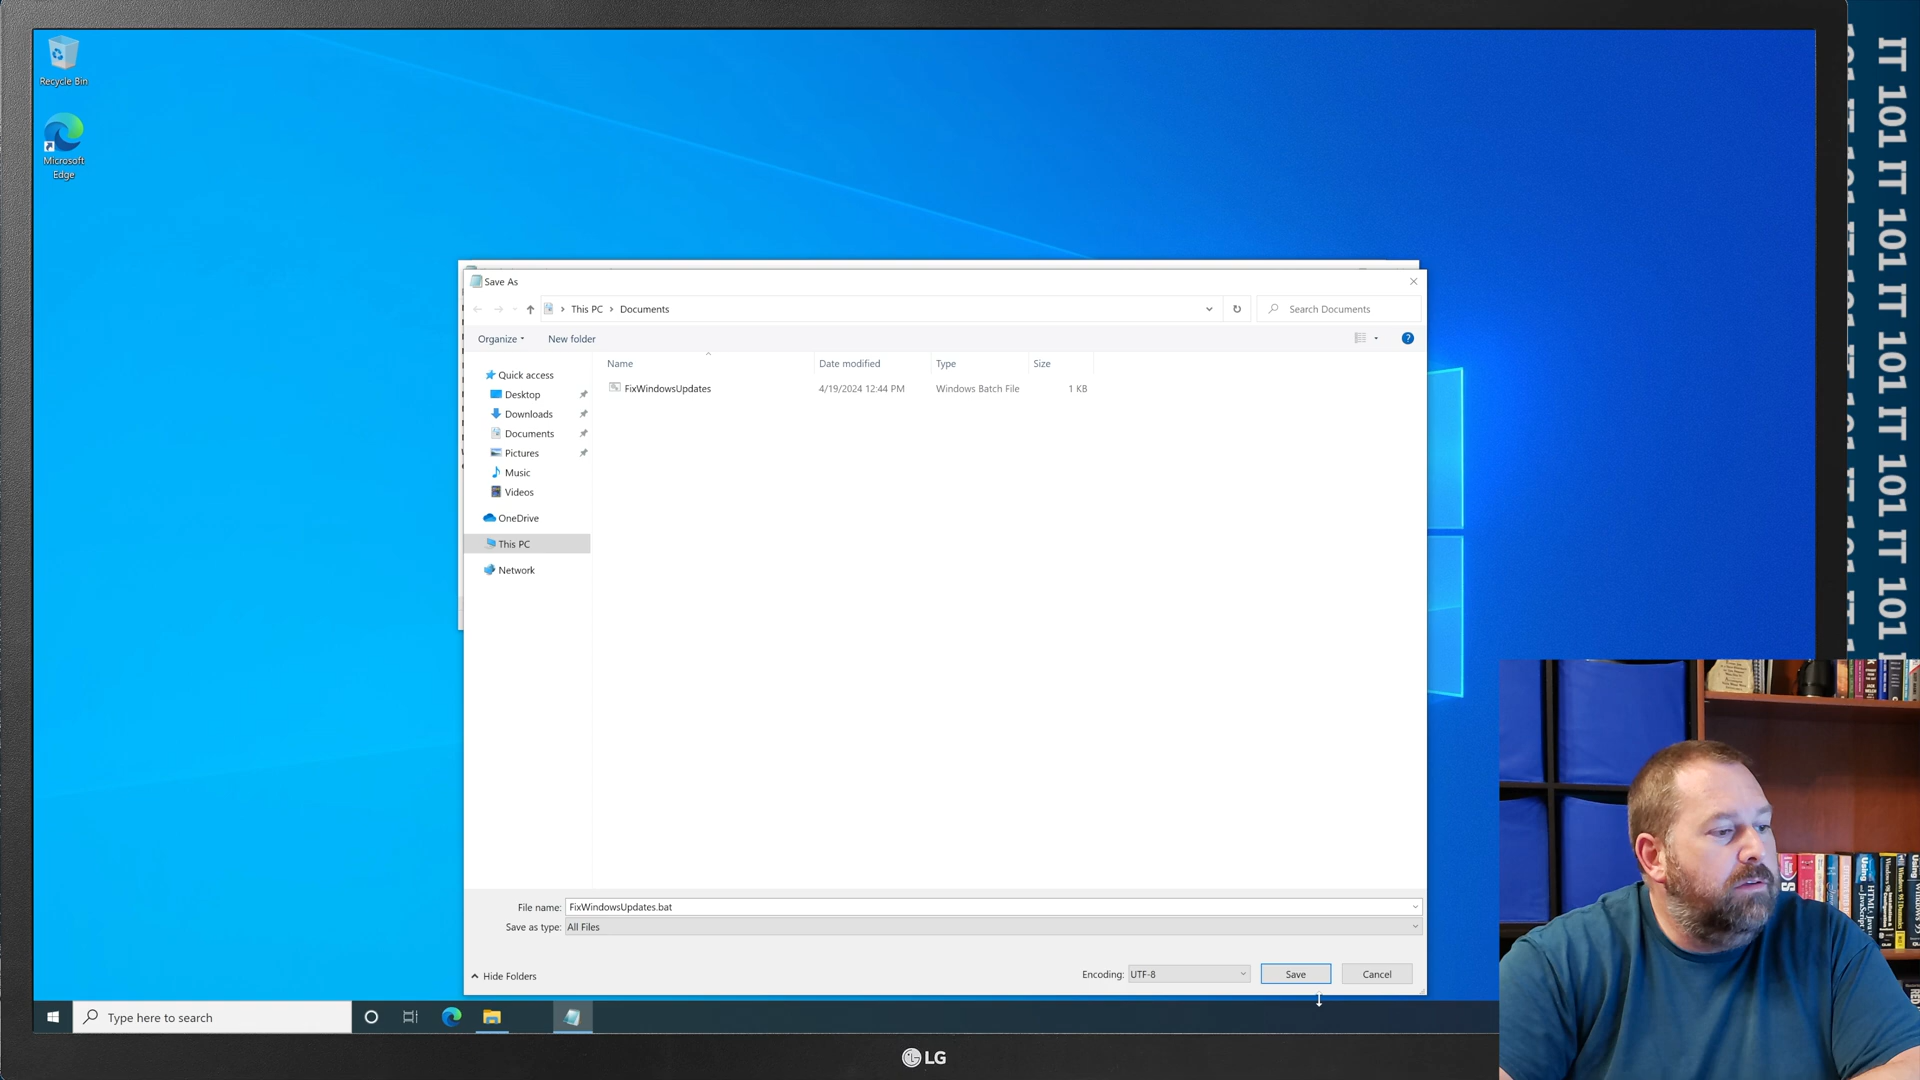 Recycle Bin
Microsoft
Edge
Save As
This PC
Documents
Search Documents
Organize
New folder
Name
Date modified
Type
Size
FixWindowsUpdates
4/19/2024 12:44 PM
Windows Batch File
1 KB
Quick access
Desktop
Downloads
Documents
Pictures
Music
Videos
OneDrive
This PC
Network
File name:
FixWindowsUpdates.bat
Save as type:
All Files
Hide Folders
Encoding:
UTF-8
Save
Cancel
Type here to search
LG
IT 101 IT 101 IT 101 IT 101 IT 101